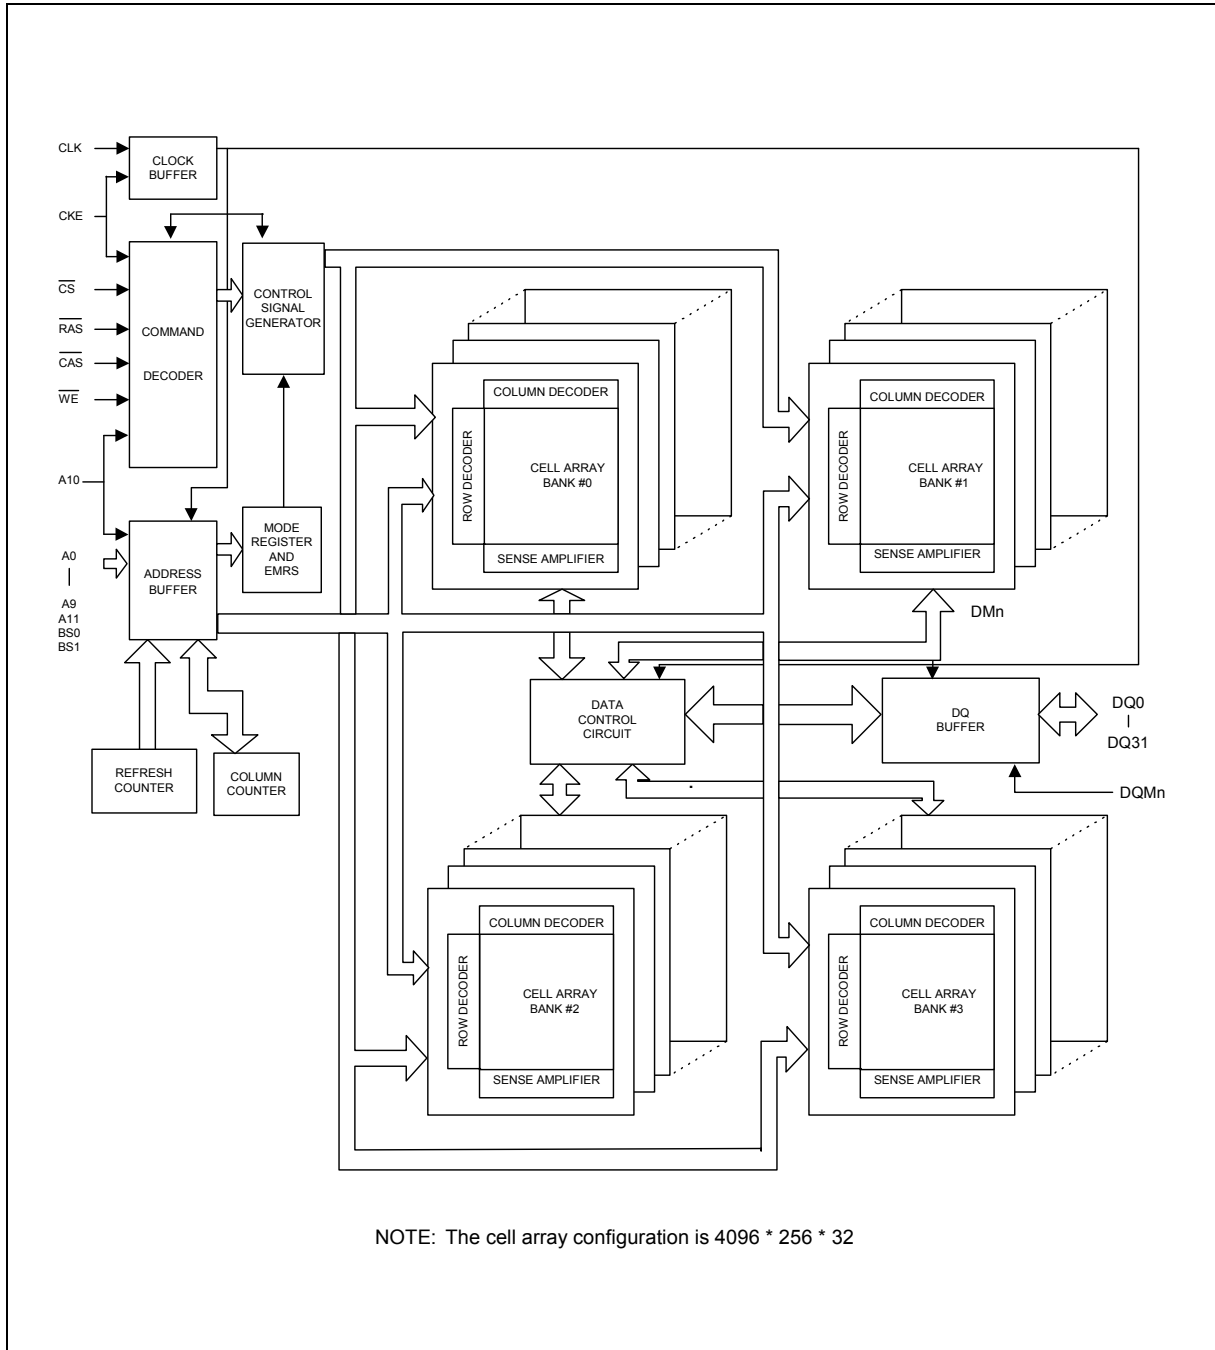 CLK
CLOCK
BUFFER
CKE
CS
RAS
CAS
WE
COMMAND
DECODER
CONTROL
SIGNAL
GENERATOR
A10
A0
A9
A11
BS0
BS1
ADDRESS
BUFFER
MODE
REGISTER
AND
EMRS
REFRESH
COUNTER
COLUMN
COUNTER
COLUMN DECODER
ROW DECODER
CELL ARRAY
BANK #0
SENSE AMPLIFIER
COLUMN DECODER
ROW DECODER
CELL ARRAY
BANK #1
SENSE AMPLIFIER
DMn
DATA
CONTROL
CIRCUIT
DQ
BUFFER
DQ0
DQ31
DQMn
COLUMN DECODER
ROW DECODER
CELL ARRAY
BANK #2
SENSE AMPLIFIER
COLUMN DECODER
ROW DECODER
CELL ARRAY
BANK #3
SENSE AMPLIFIER
NOTE: The cell array configuration is 4096 * 256 * 32